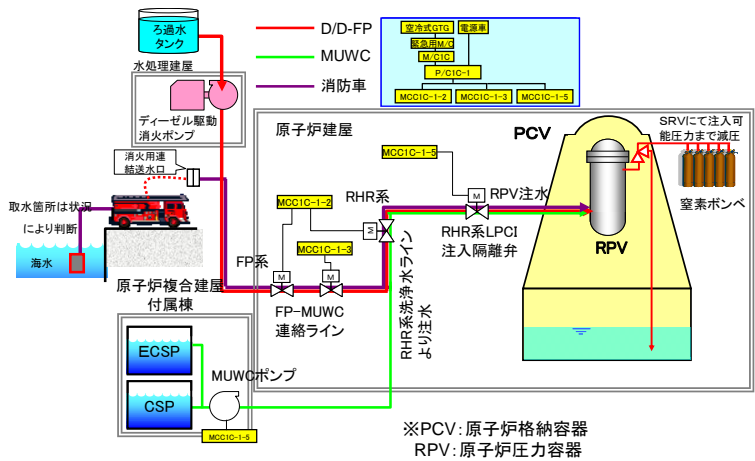 ろ過水
タンク
水処理建屋
ディーゼル駆動
消火ポンプ
D/D-FP
MUWC
消防車
空冷式GTG
電源車
緊急用M/C
M/C1C
P/C1C-1
MCC1C-1-2
MCC1C-1-3
MCC1C-1-5
消火用連
結送水口
取水箇所は状況
により判断
海水
原子炉建屋
PCV
SRVにて注入可
能圧力まで減圧
窒素ボンベ
MCC1C-1-5
M
RPV注水
RHR系
RHR系LPCI
注入隔離弁
RPV
MCC1C-1-2
M
MCC1C-1-3
FP系
M
M
FP-MUWC
連絡ライン
RHR系洗浄水ライン
より注水
原子炉複合建屋
付属棟
ECSP
CSP
MUWCポンプ
MCC1C-1-5
※PCV:原子炉格納容器
RPV:原子炉圧力容器